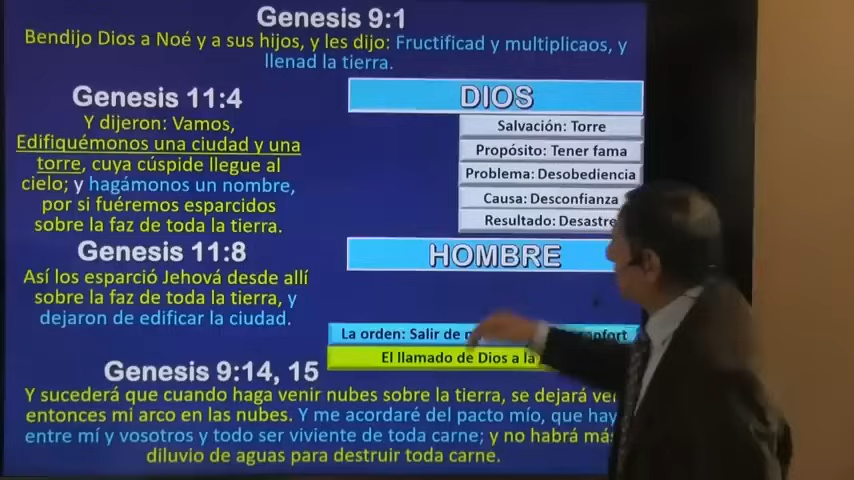 Genesis 9:1
Bendijo Dios a Noé y a sus hijos, y les dijo: Fructificad y multiplicaos, y
llenad la tierra.
Genesis 11:4
Y dijeron: Vamos,
Edifiquémonos una ciudad y una
torre, cuya cúspide llegue al
cielo; y hagámonos un nombre,
por si fuéremos esparcidos
sobre la faz de toda la tierra.
Genesis 11:8
Así los esparció Jehová desde allí
sobre la faz de toda la tierra, y
dejaron de edificar la ciudad.
DIOS
Salvación: Torre
Propósito: Tener fama
Problema: Desobediencia
Causa: Desconfianza
Resultado: Desastre
HOMBRE
La orden: Salir de
El llamado de Dios a la
Genesis 9:14, 15
Y sucederá que cuando haga venir nubes sobre la tierra, se dejará
entonces mi arco en las nubes. Y me acordaré del pacto mío, que hay
entre mí y vosotros y todo ser viviente de toda carne; y no habrá
diluvio de aguas para destruir toda carne.